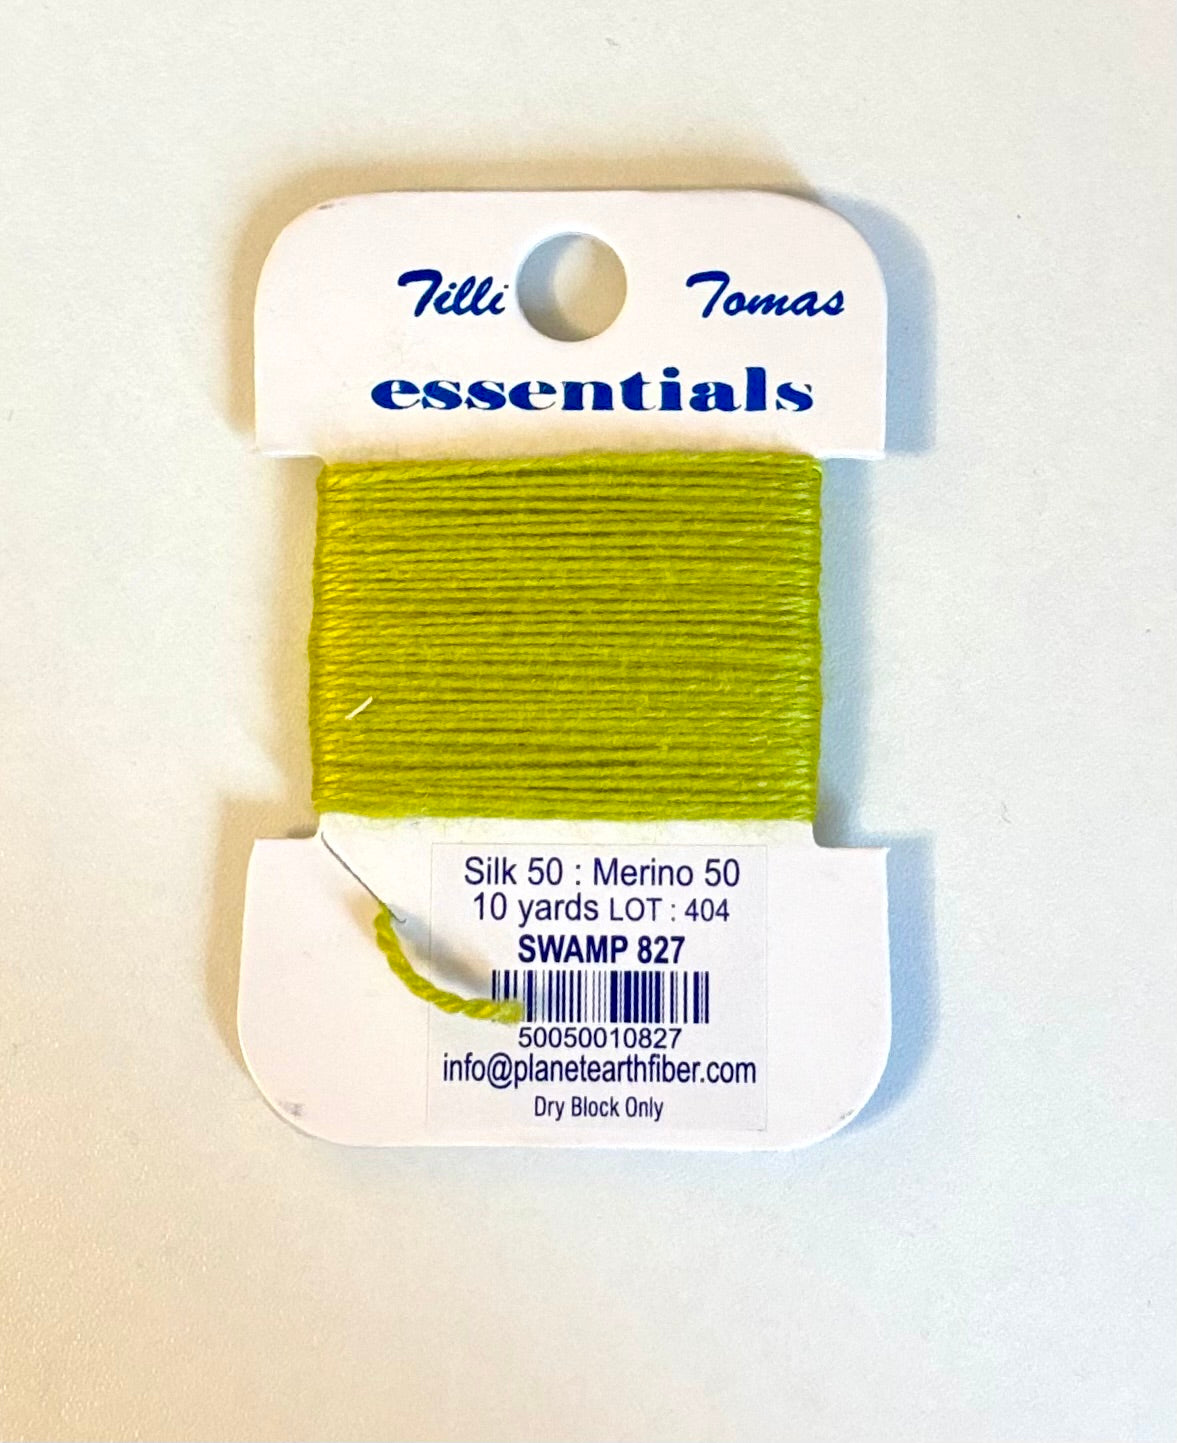 Tilli Tomas
essentials
Silk 50 : Merino 50
10 yards LOT : 404
SWAMP 827
50050010827
info@planetearthfiber.com
Dry Block Only